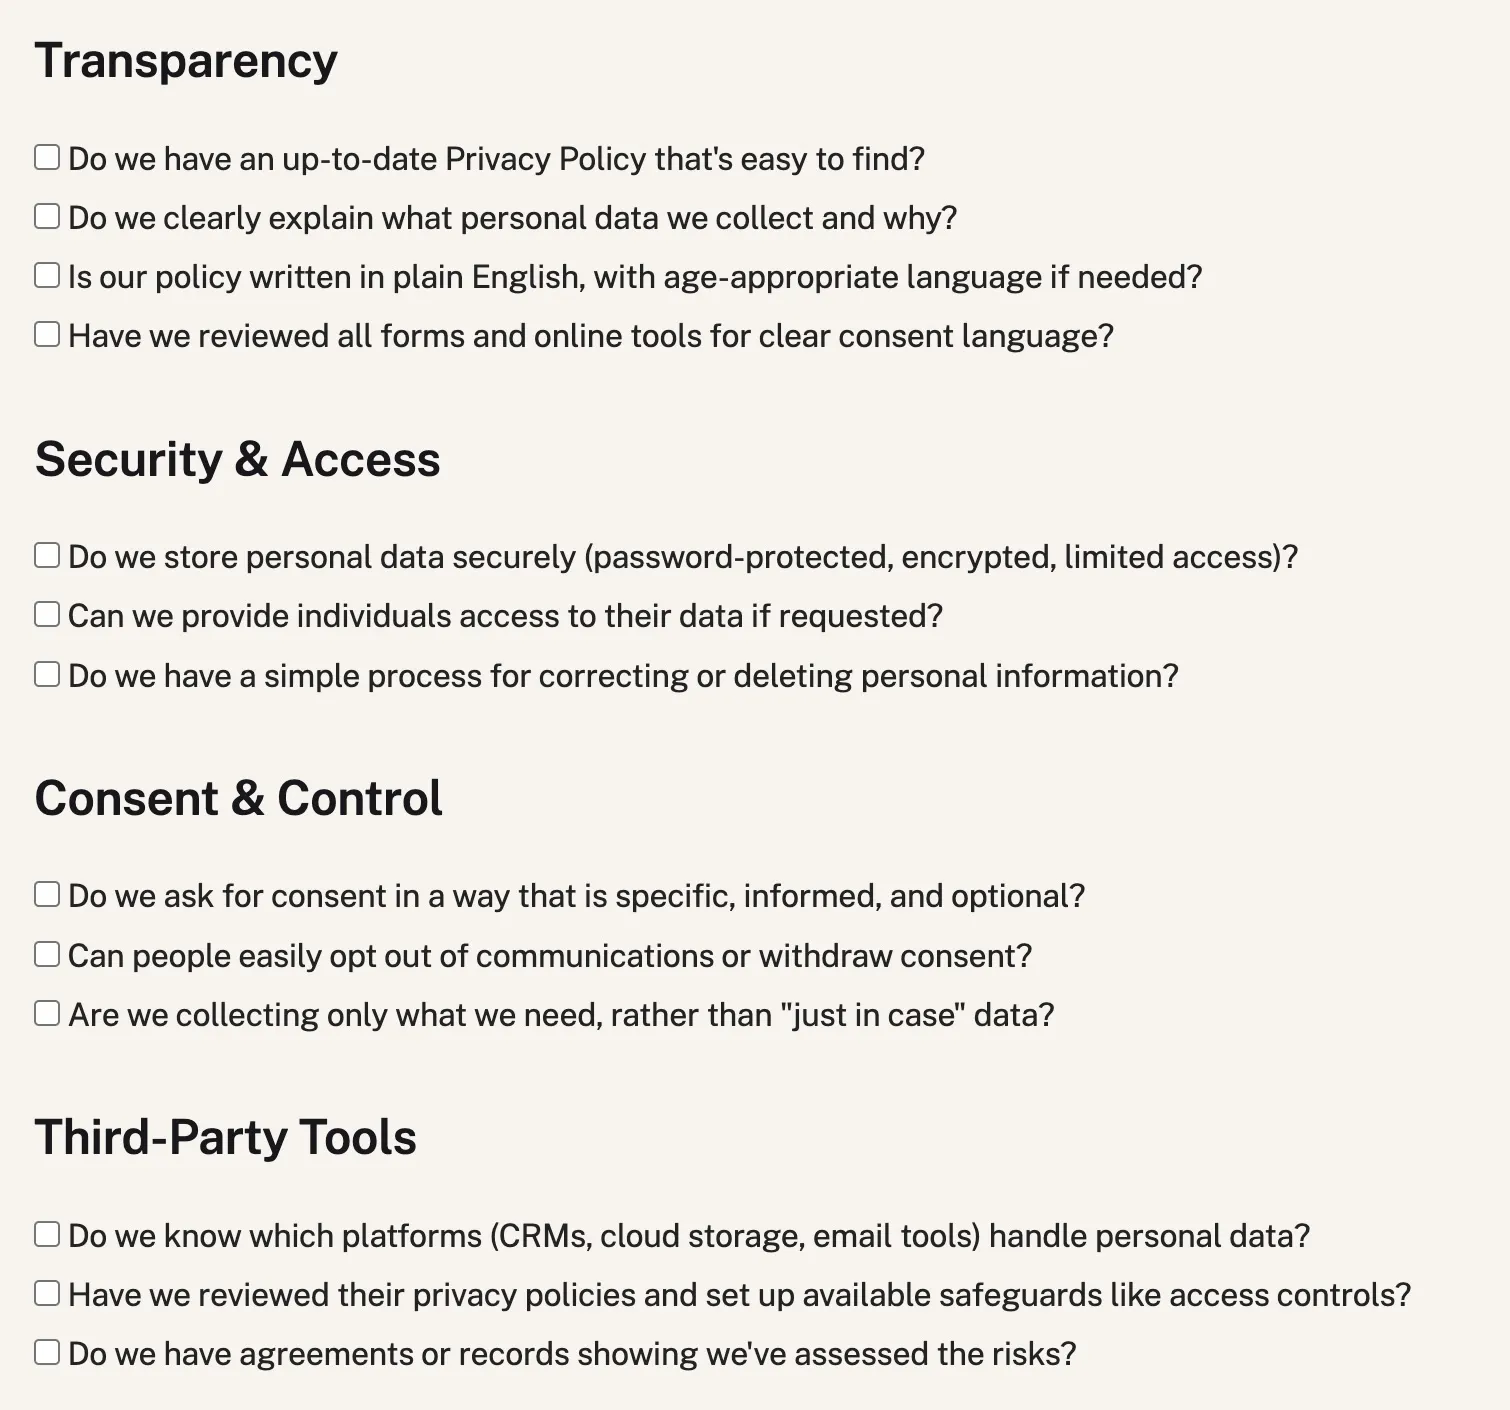 Transparency
Do we have an up-to-date Privacy Policy that's easy to find?
Do we clearly explain what personal data we collect and why?
Is our policy written in plain English, with age-appropriate language if needed?
Have we reviewed all forms and online tools for clear consent language?
Security & Access
Do we store personal data securely (password-protected, encrypted, limited access)?
Can we provide individuals access to their data if requested?
Do we have a simple process for correcting or deleting personal information?
Consent & Control
Do we ask for consent in a way that is specific, informed, and optional?
Can people easily opt out of communications or withdraw consent?
Are we collecting only what we need, rather than "just in case" data?
Third-Party Tools
Do we know which platforms (CRMs, cloud storage, email tools) handle personal data?
Have we reviewed their privacy policies and set up available safeguards like access controls?
Do we have agreements or records showing we've assessed the risks?